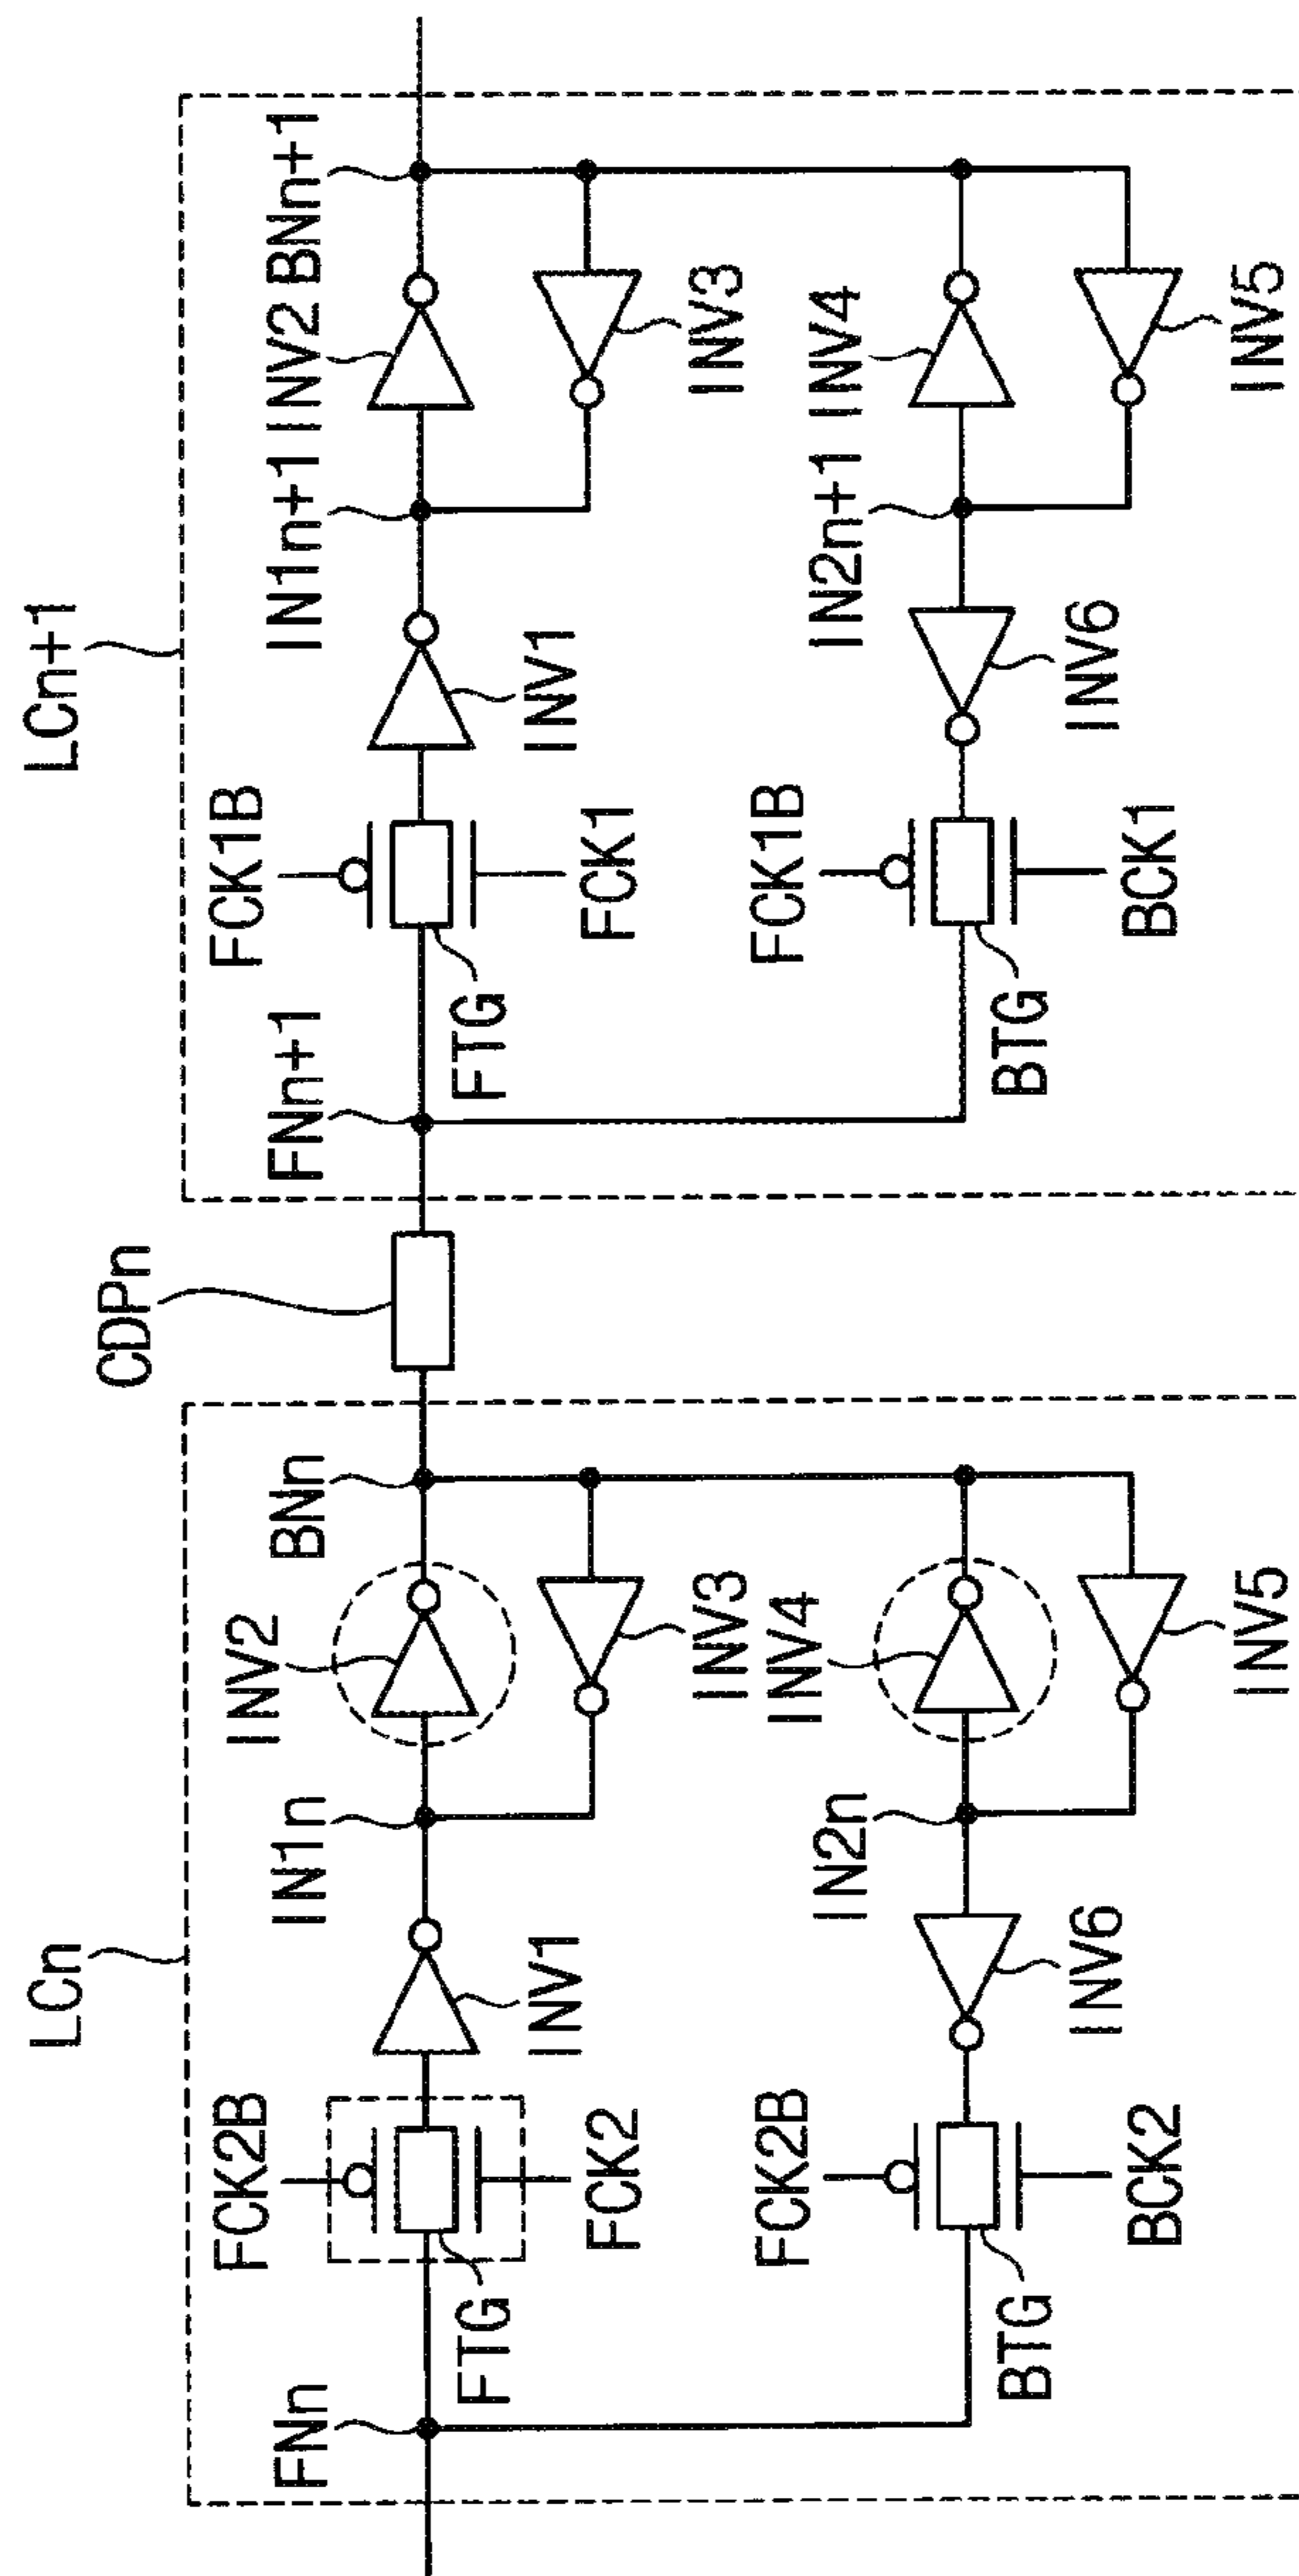 LCn
CDPn
LCn+1
FNn
FCK2B
INV1
IN1n
INV2
BNn
FTG
FCK2
INV3
FCK2B
INV6
IN2n
INV4
BTG
BCK2
INV5
FNn+1
FCK1B
INV1
IN1n+1
INV2
BNn+1
FTG
FCK1
INV3
FCK1B
INV6
IN2n+1
INV4
BTG
BCK1
INV5